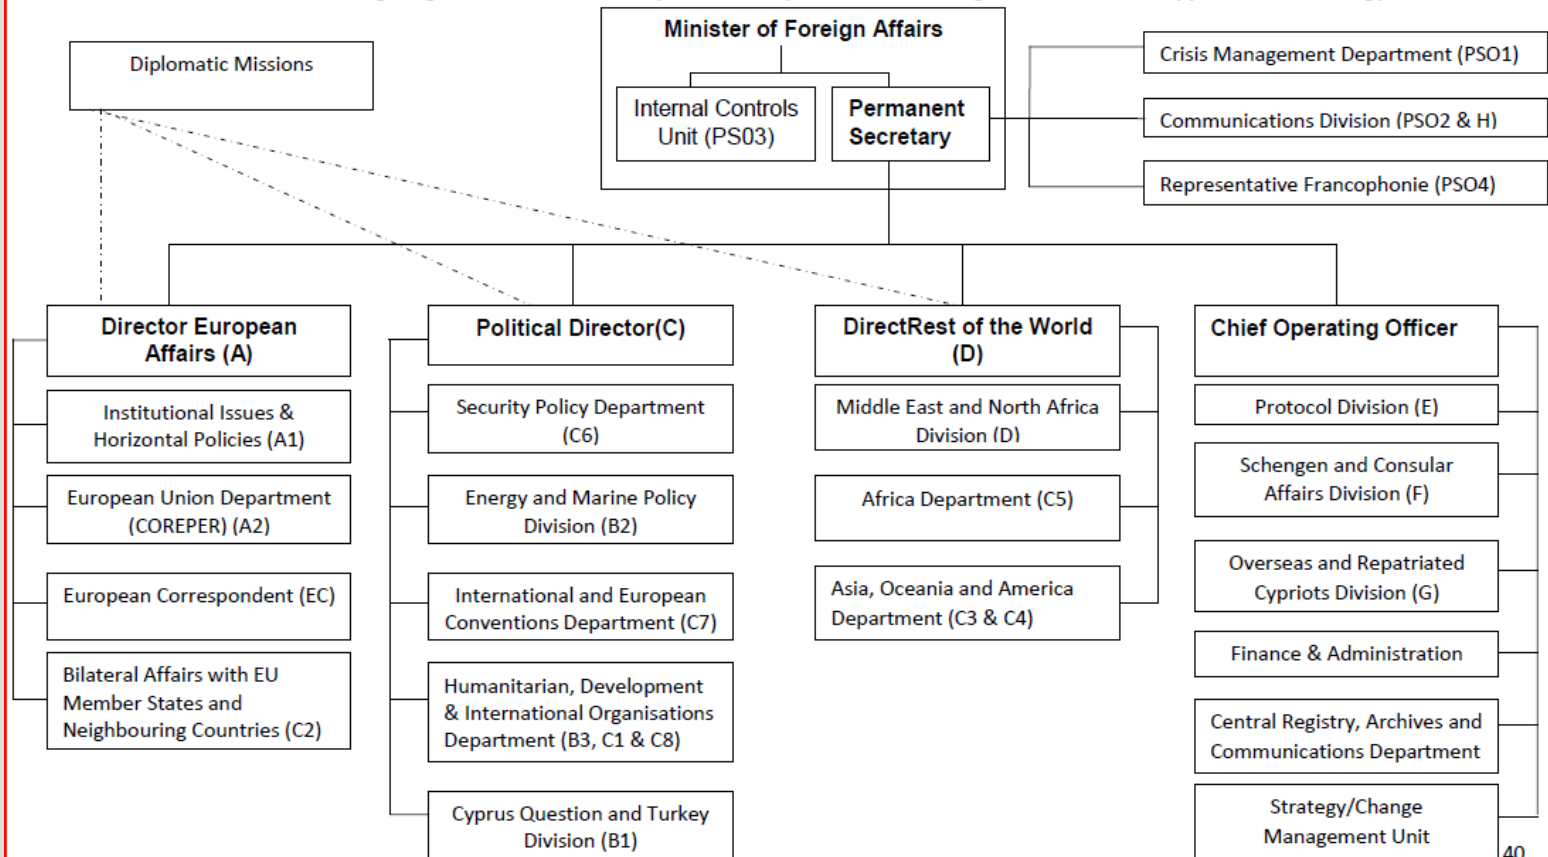 Minister of Foreign Affairs
Diplomatic Missions
Internal Controls
Unit (PS03)
Permanent
Secretary
Crisis Management Department (PSO1)
Communications Division (PSO2 & H)
Representative Francophonie (PSO4)
Director European
Affairs (A)
Institutional Issues &
Horizontal Policies (A1)
European Union Department
(COREPER) (A2)
European Correspondent (EC)
Bilateral Affairs with EU
Member States and
Neighbouring Countries (C2)
Political Director(C)
Security Policy Department
(C6)
Energy and Marine Policy
Division (B2)
International and European
Conventions Department (C7)
Humanitarian, Development
& International Organisations
Department (B3, C1 & C8)
Cyprus Question and Turkey
Division (B1)
DirectRest of the World
(D)
Middle East and North Africa
Division (D)
Africa Department (C5)
Asia, Oceania and America
Department (C3 & C4)
Chief Operating Officer
Protocol Division (E)
Schengen and Consular
Affairs Division (F)
Overseas and Repatriated
Cypriots Division (G)
Finance & Administration
Central Registry, Archives and
Communications Department
Strategy/Change
Management Unit
40